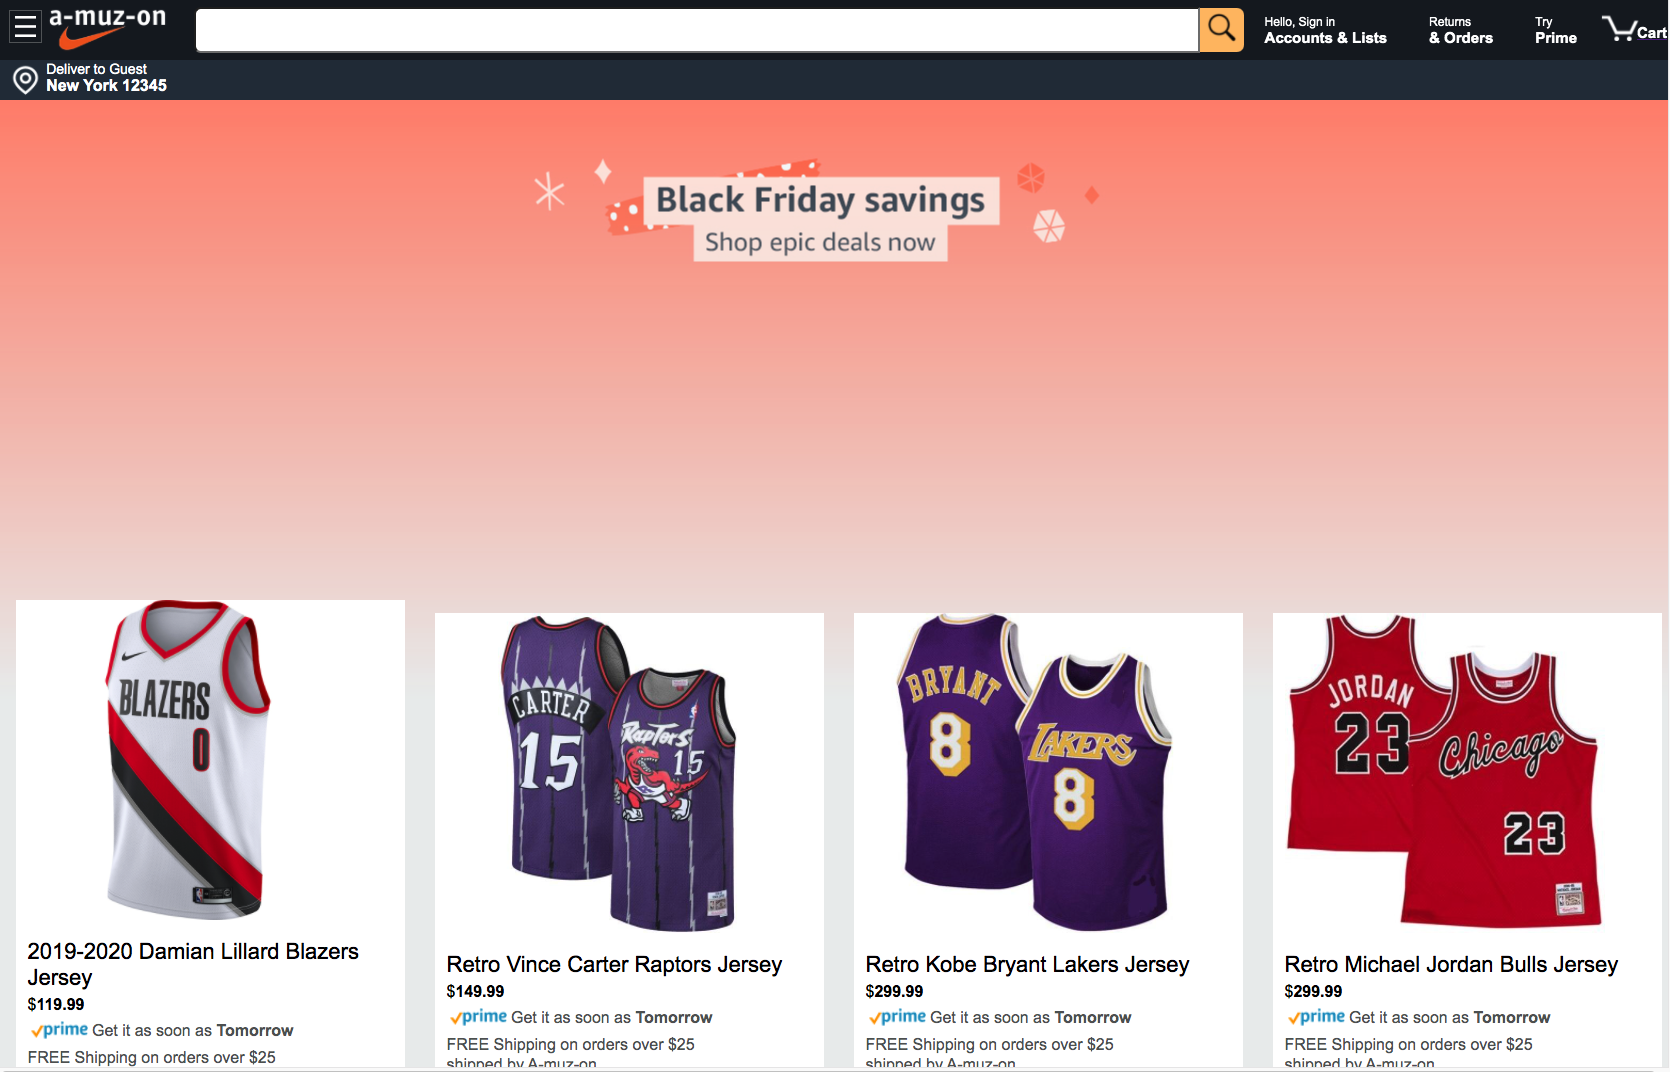 a-muz-on
Hello, Sign in
Accounts & Lists
Returns
& Orders
Try
Prime
Cart
Deliver to Guest
New York 12345
Black Friday savings
Shop epic deals now
BLAZERS
0
CARTER
15
Raptors
15
BRYANT
8
LAKERS
8
JORDAN
23
Chicago
23
2019-2020 Damian Lillard Blazers
Jersey
$119.99
prime Get it as soon as Tomorrow
FREE Shipping on orders over $25
Retro Vince Carter Raptors Jersey
$149.99
prime Get it as soon as Tomorrow
FREE Shipping on orders over $25
shipped by A-muz-on
Retro Kobe Bryant Lakers Jersey
$299.99
prime Get it as soon as Tomorrow
FREE Shipping on orders over $25
shipped by A-muz-on
Retro Michael Jordan Bulls Jersey
$299.99
prime Get it as soon as Tomorrow
FREE Shipping on orders over $25
shipped by A-muz-on